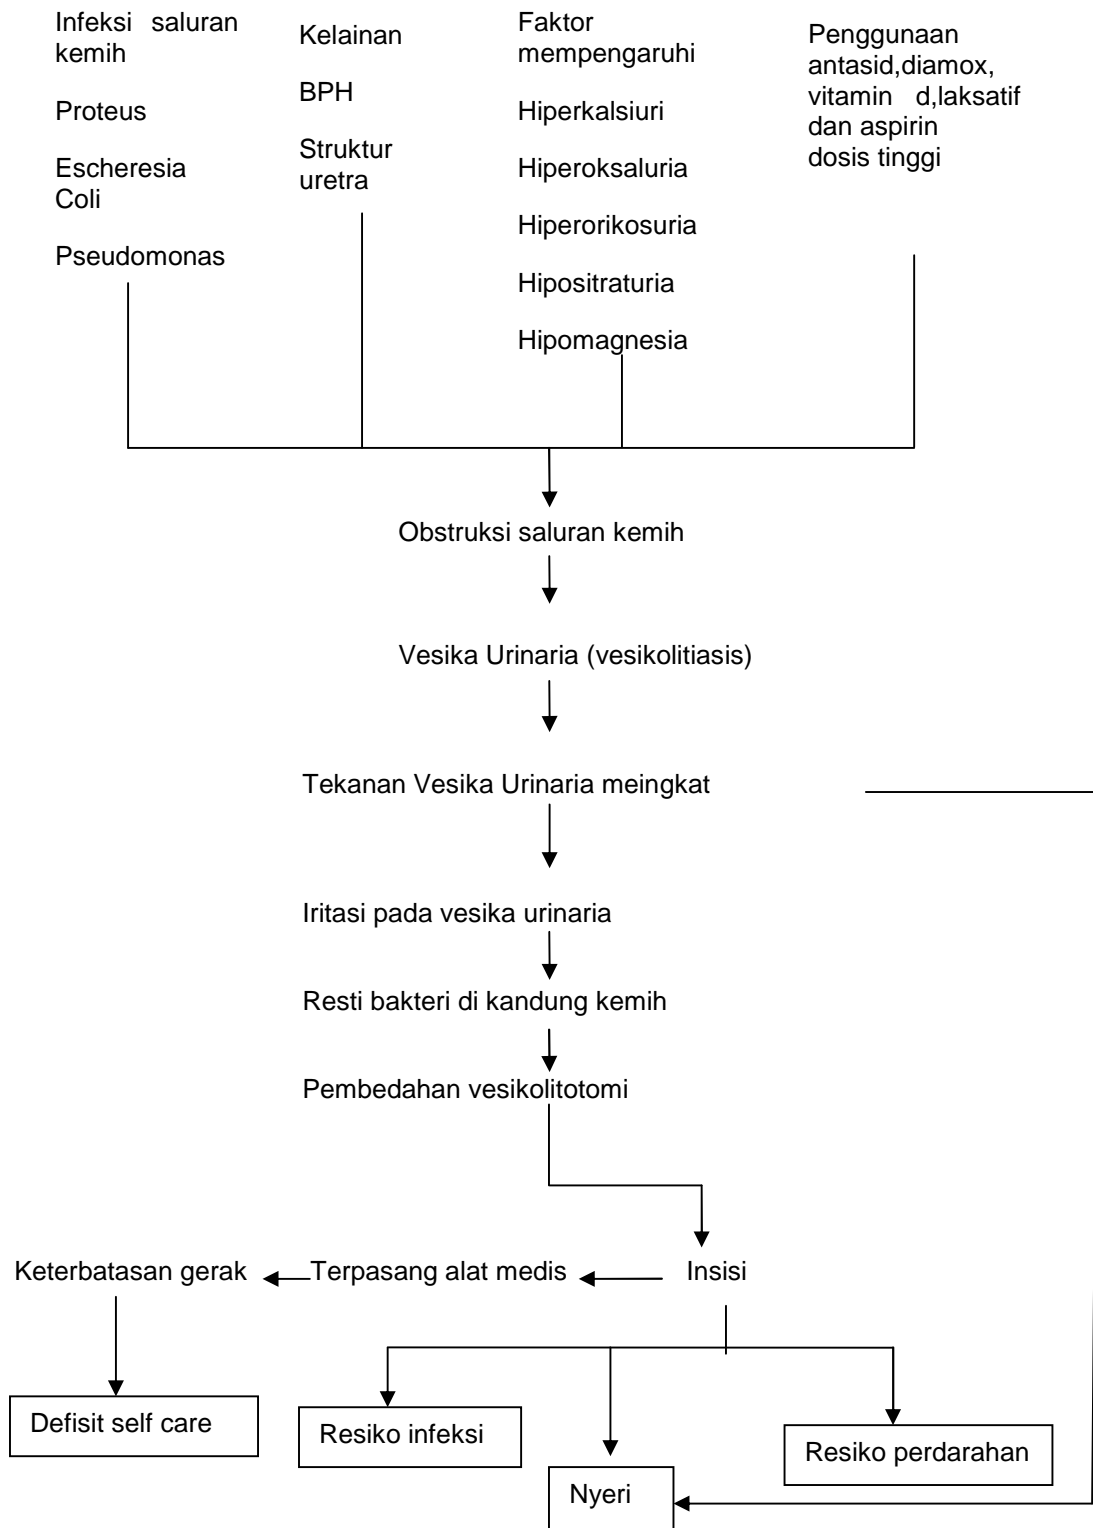 Infeksi saluran
kemih
Proteus
Escheresia
Coli
Pseudomonas
Kelainan
BPH
Struktur
uretra
Faktor
mempengaruhi
Hiperkalsiuri
Hiperoksaluria
Hiperorikosuria
Hipositraturia
Hipomagnesia
Penggunaan
antasid,diamox,
vitamin d,laksatif
dan aspirin
dosis tinggi
Obstruksi saluran kemih
Vesika Urinaria (vesikolitiasis)
Tekanan Vesika Urinaria meingkat
Iritasi pada vesika urinaria
Resti bakteri di kandung kemih
Pembedahan vesikolitotomi
Keterbatasan gerak
Terpasang alat medis
Insisi
Defisit self care
Resiko infeksi
Nyeri
Resiko perdarahan